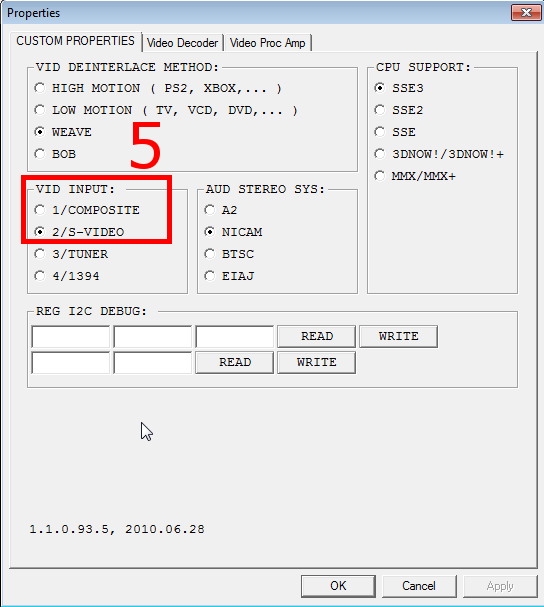 Properties
CUSTOM PROPERTIES
Video Decoder
Video Proc Amp
VID DEINTERLACE METHOD:
HIGH MOTION ( PS2, XBOX,... )
LOW MOTION ( TV, VCD, DVD,... )
WEAVE
BOB
5
CPU SUPPORT:
SSE3
SSE2
SSE
3DNOW!/3DNOW!+
MMX/MMX+
VID INPUT:
1/COMPOSITE
2/S-VIDEO
3/TUNER
4/1394
AUD STEREO SYS:
A2
NICAM
BTSC
EIAJ
REG I2C DEBUG:
READ
WRITE
READ
WRITE
1.1.0.93.5, 2010.06.28
OK
Cancel
Apply